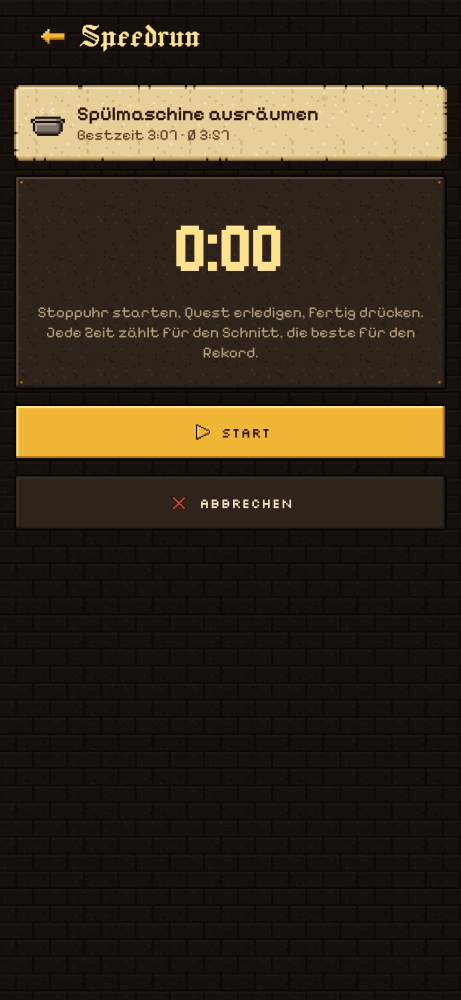 Speedrun
Spülmaschine ausräumen
Bestzeit 3:07 · Ø 3:37
0:00
Stoppuhr starten, Quest erledigen, Fertig drücken.
Jede Zeit zählt für den Schnitt, die beste für den
Rekord.
START
ABBRECHEN